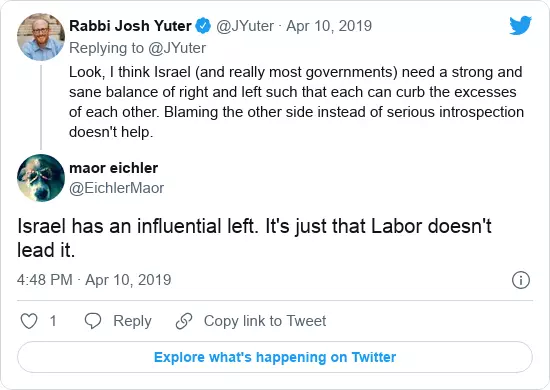 Rabbi Josh Yuter @JYuter · Apr 10, 2019
Replying to @JYuter
Look, I think Israel (and really most governments) need a strong and
sane balance of right and left such that each can curb the excesses
of each other. Blaming the other side instead of serious introspection
doesn't help.
maor eichler
@EichlerMaor
Israel has an influential left. It's just that Labor doesn't
lead it.
4:48 PM · Apr 10, 2019
1 Reply Copy link to Tweet
Explore what's happening on Twitter